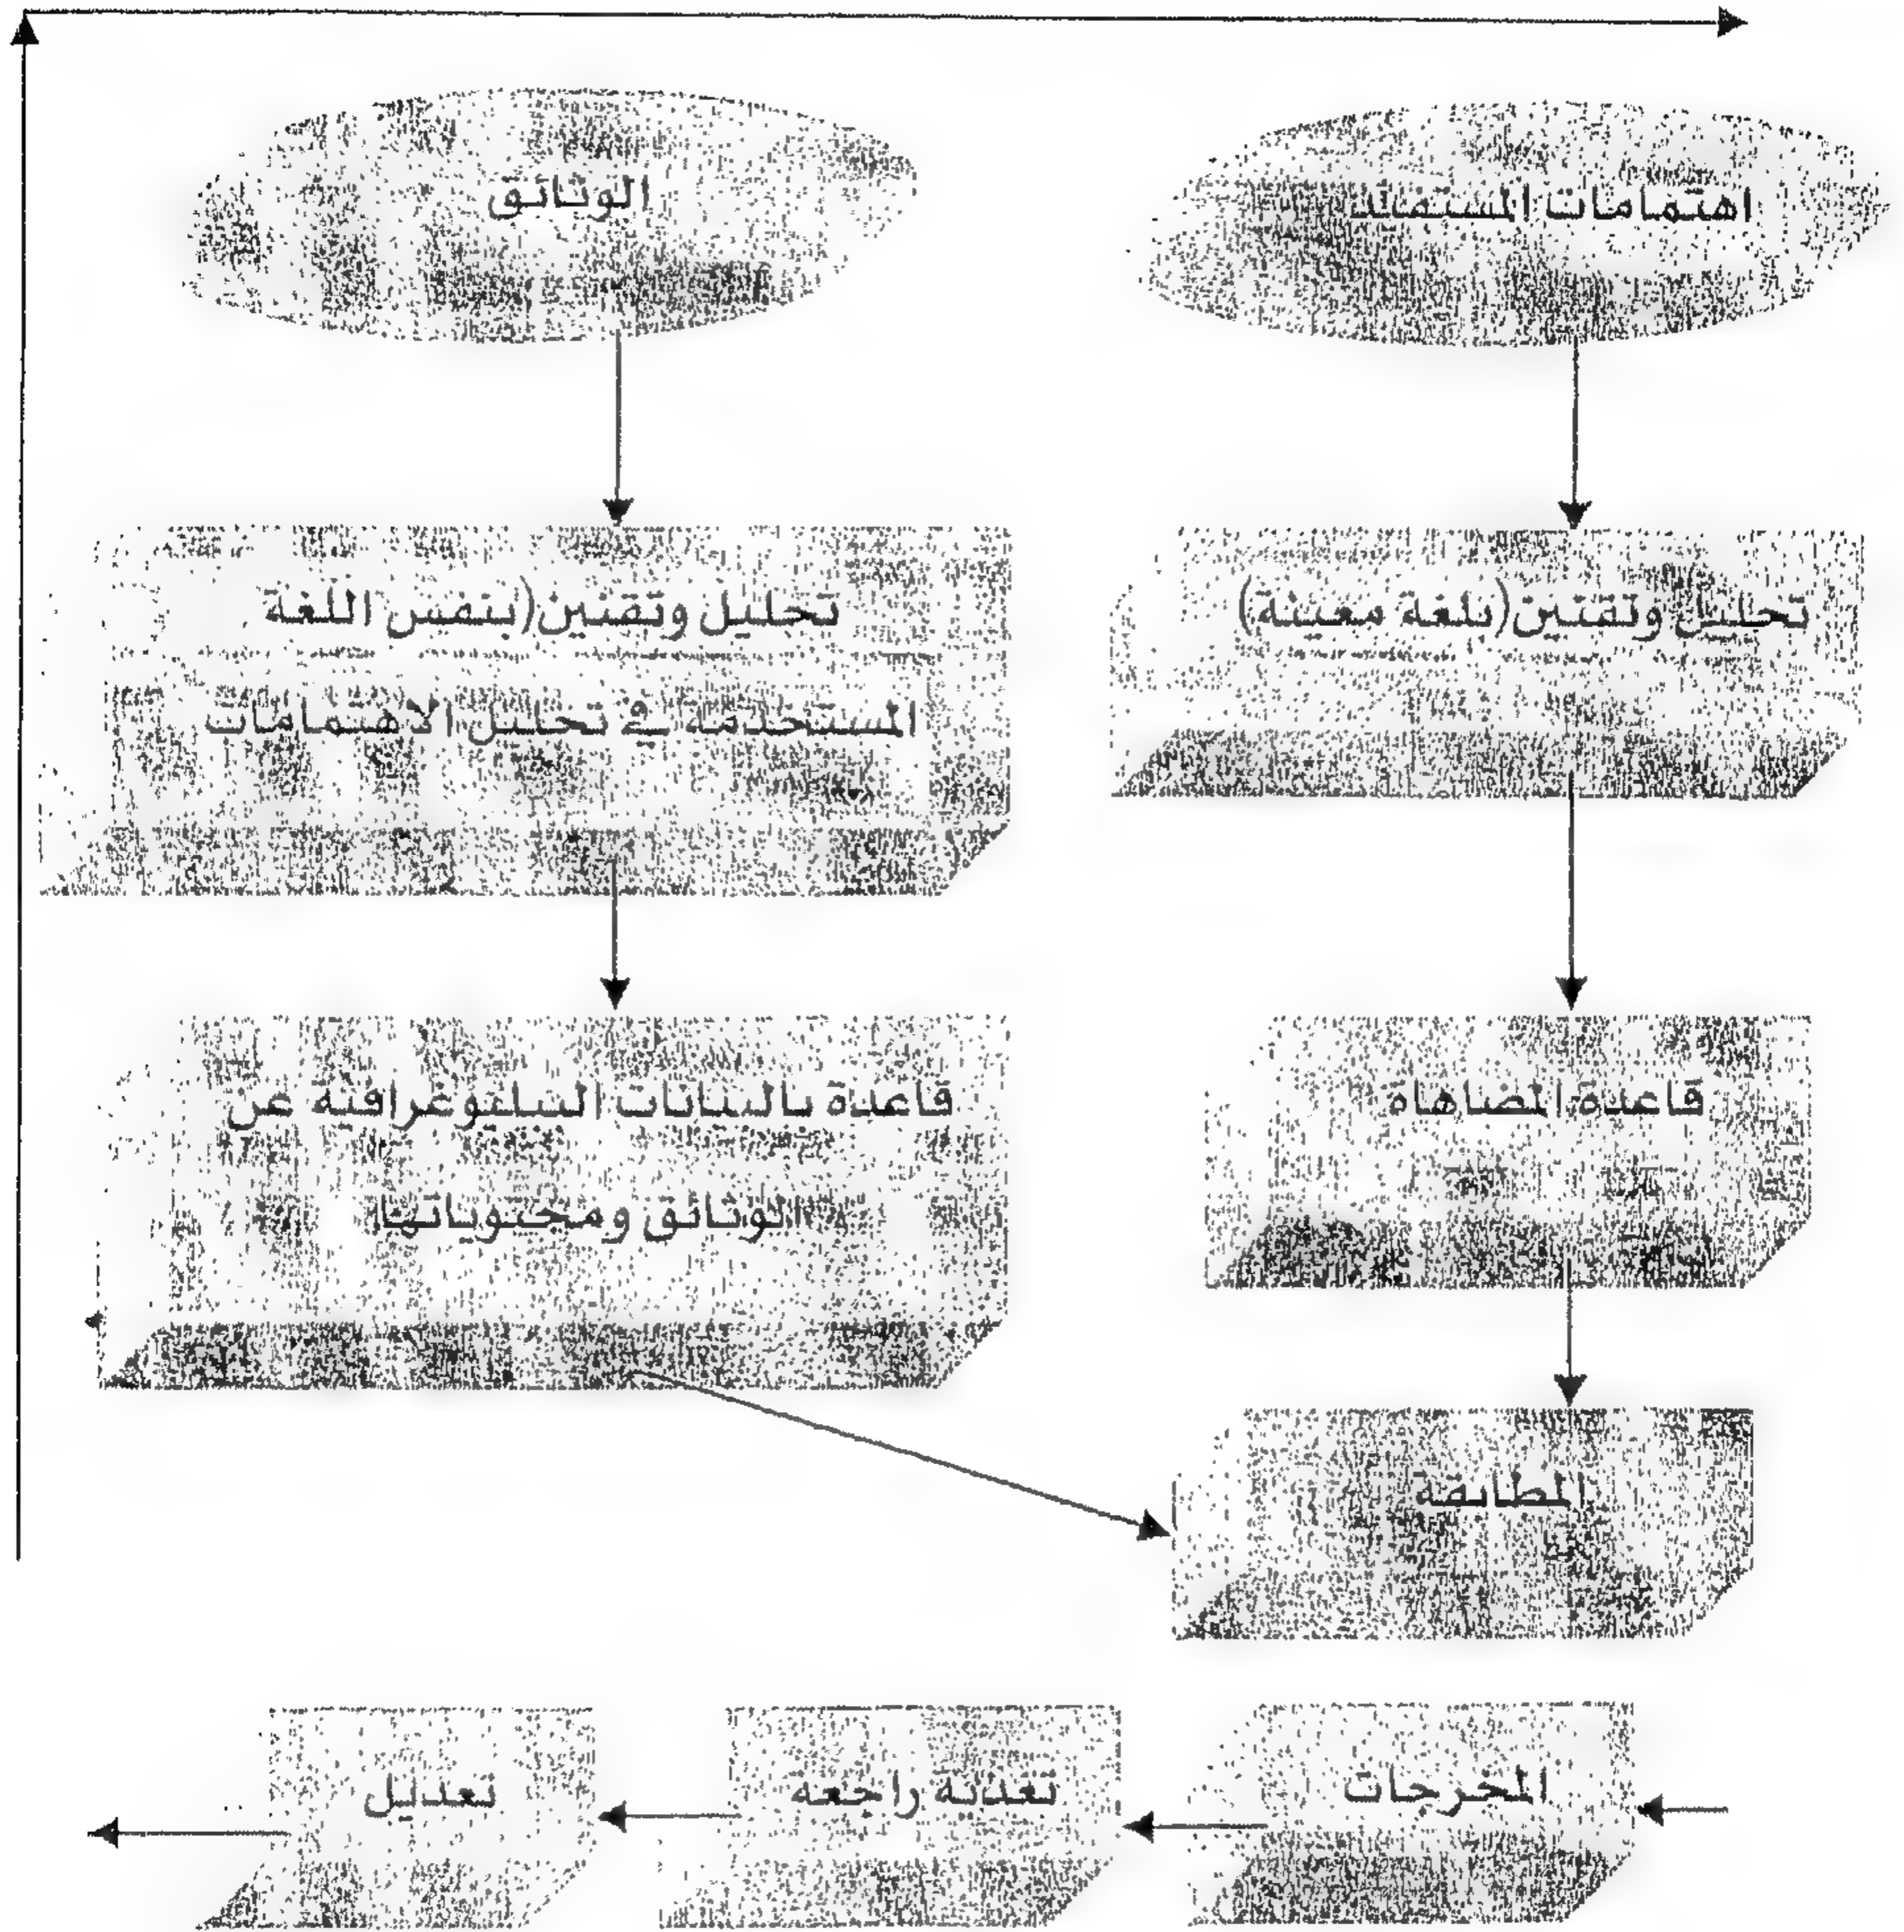 اهتمامات المستفيد
الوثائق
تحليل وتقنين (بلغة معينة)
تحليل وتقنين (بنفس اللغة
المستخدمة في تحليل الاهتمامات
قاعدة المضاهاة
قاعدة بالبيانات الببليوغرافية عن
الوثائق ومحتوياتها
المطابقة
المخرجات
تغذية راجعة
تعديل